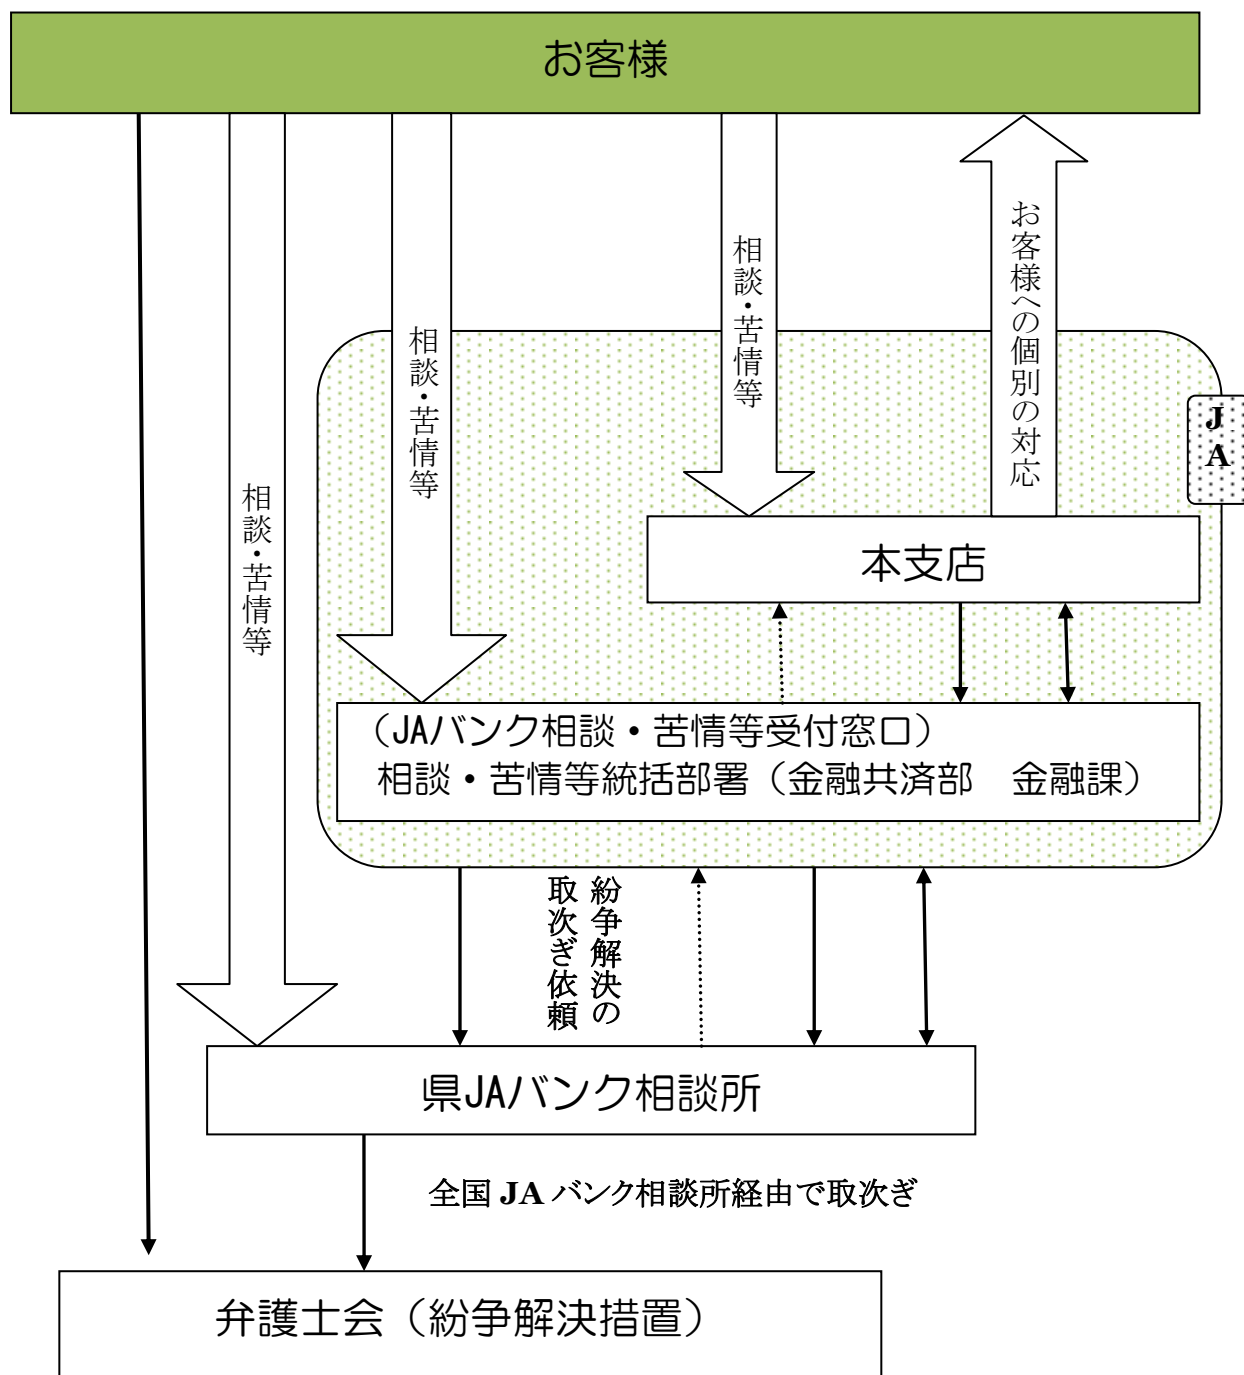 お客様
相談・苦情等
相談・苦情等
相談・苦情等
お客様への個別の対応
JA
本支店
(JAバンク相談・苦情等受付窓口)
相談・苦情等統括部署(金融共済部　金融課)
紛争解決の
取次ぎ依頼
県JAバンク相談所
全国 JA バンク相談所経由で取次ぎ
弁護士会(紛争解決措置)